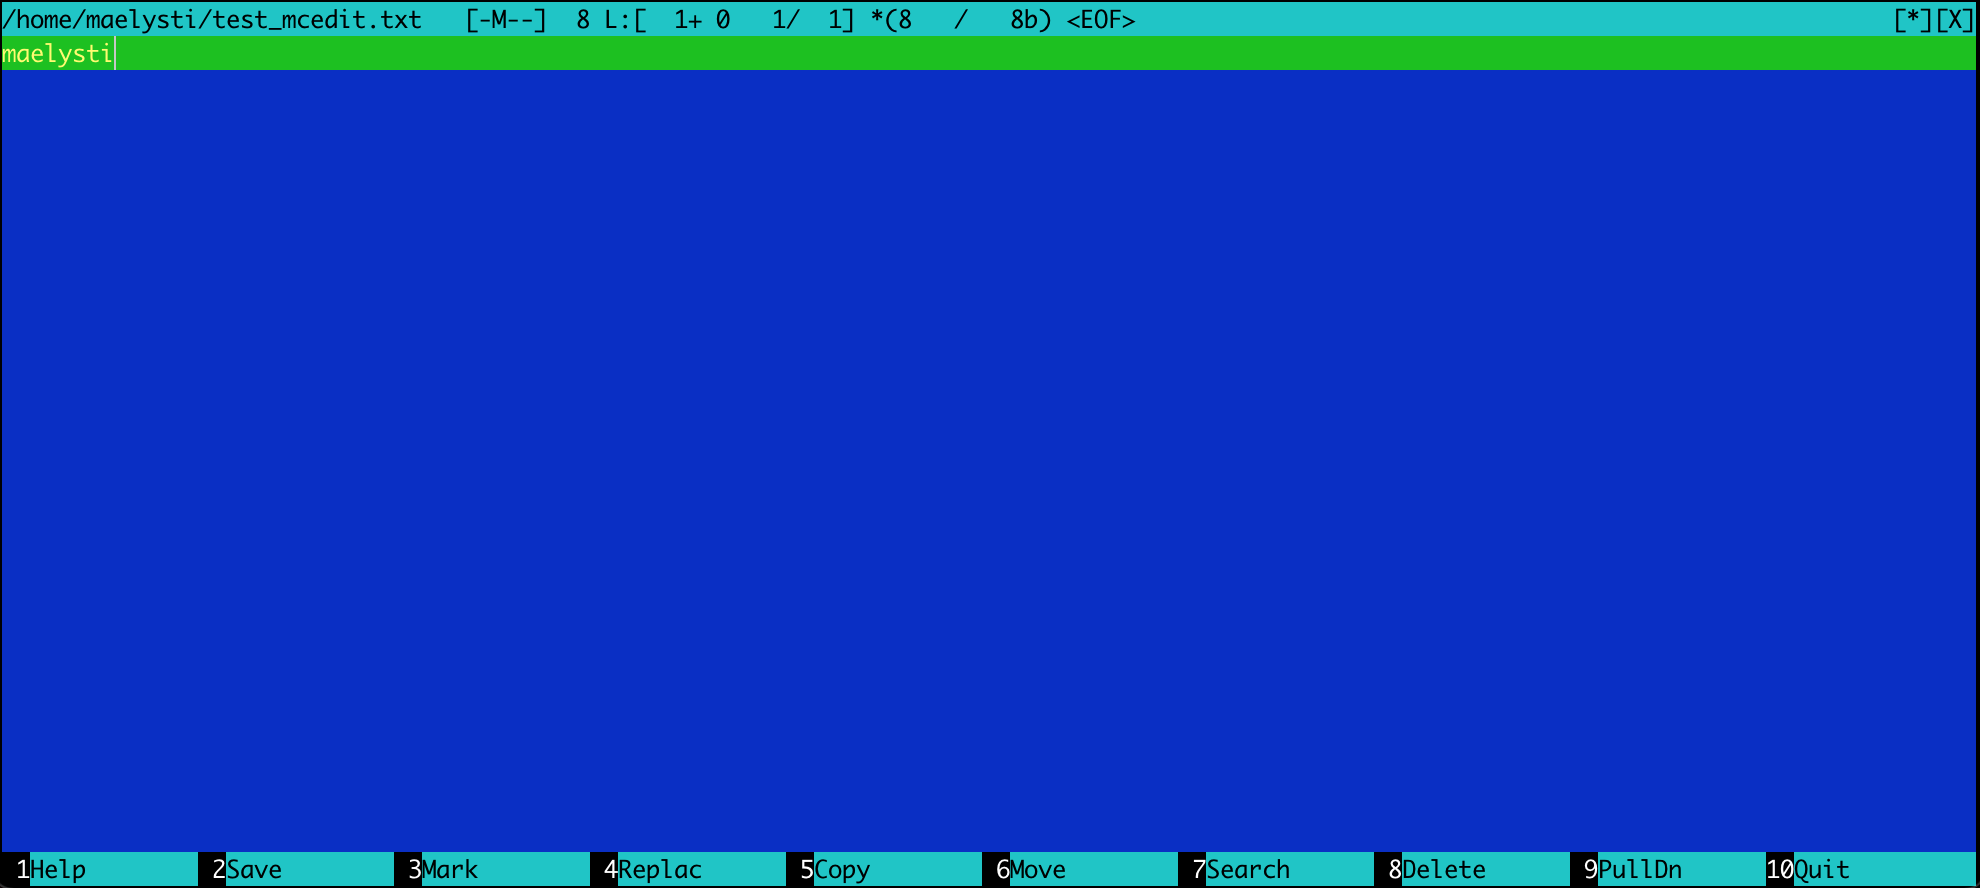 /home/maelysti/test_mcedit.txt   [-M--]  8 L:[  1+ 0   1/  1] *(8   /   8b) <EOF>   [*][X]
maelysti
1Help 2Save 3Mark 4Replac 5Copy 6Move 7Search 8Delete 9PullDn 10Quit